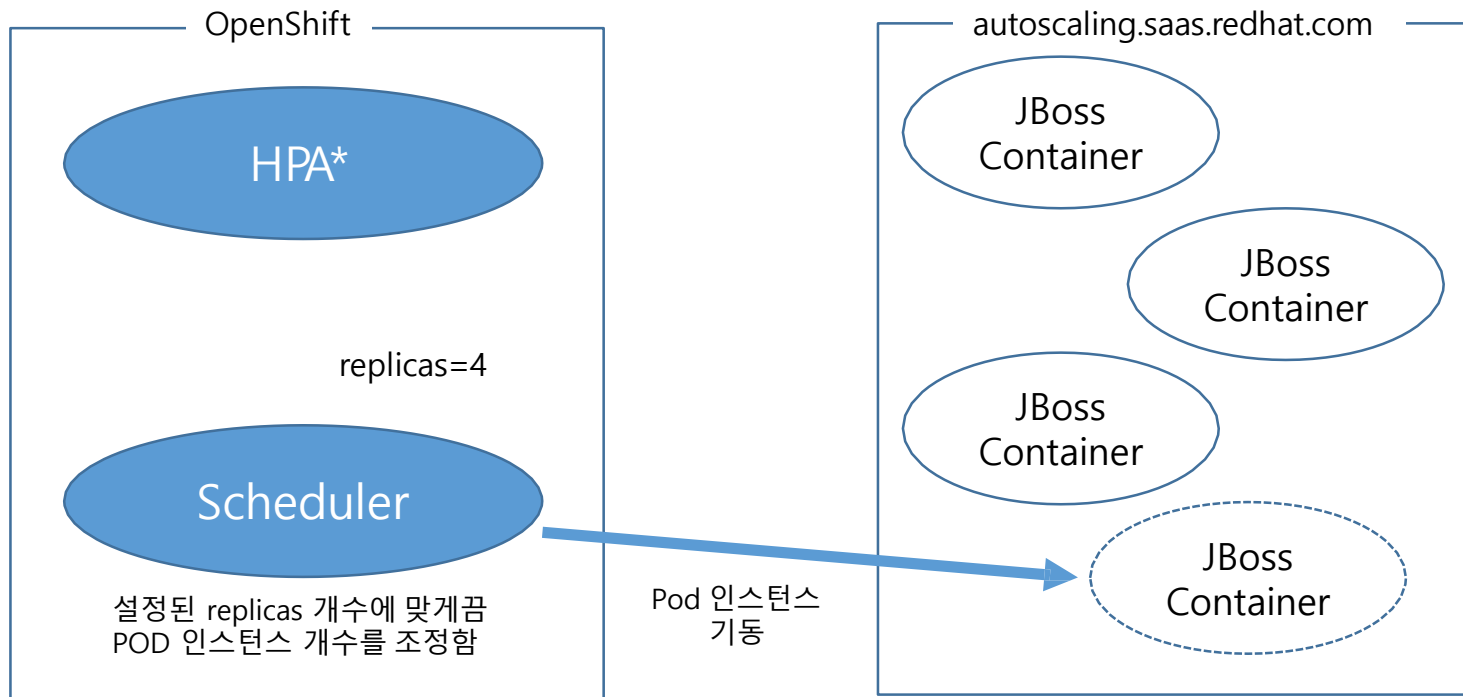 OpenShift
HPA*
replicas=4
Scheduler
설정된 replicas 개수에 맞게끔
POD 인스턴스 개수를 조정함
Pod 인스턴스
기동
autoscaling.saas.redhat.com
JBoss
Container
JBoss
Container
JBoss
Container
JBoss
Container